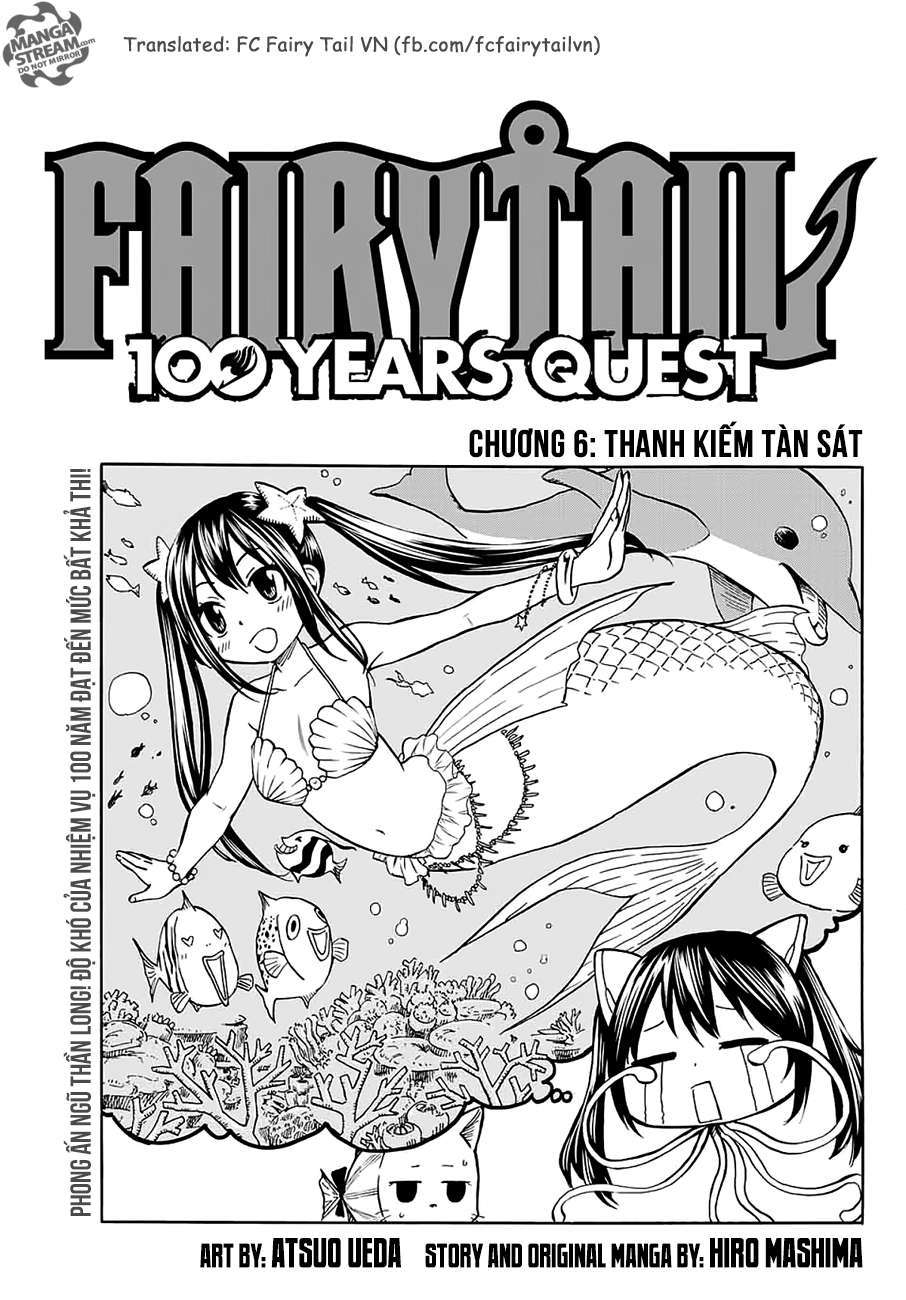 MANGA
STREAM.com
DO NOT MIRROR
Translated: FC Fairy Tail VN (fb.com/fcfairytailvn)
FAIRY TAIL
100 YEARS QUEST
CHƯƠNG 6: THANH KIẾM TÀN SÁT
PHONG ẤN NGŨ THẦN LONG! ĐỘ KHÓ CỦA NHIỆM VỤ 100 NĂM ĐẠT ĐẾN MỨC BẤT KHẢ THI!
ART BY: ATSUO UEDA STORY AND ORIGINAL MANGA BY: HIRO MASHIMA